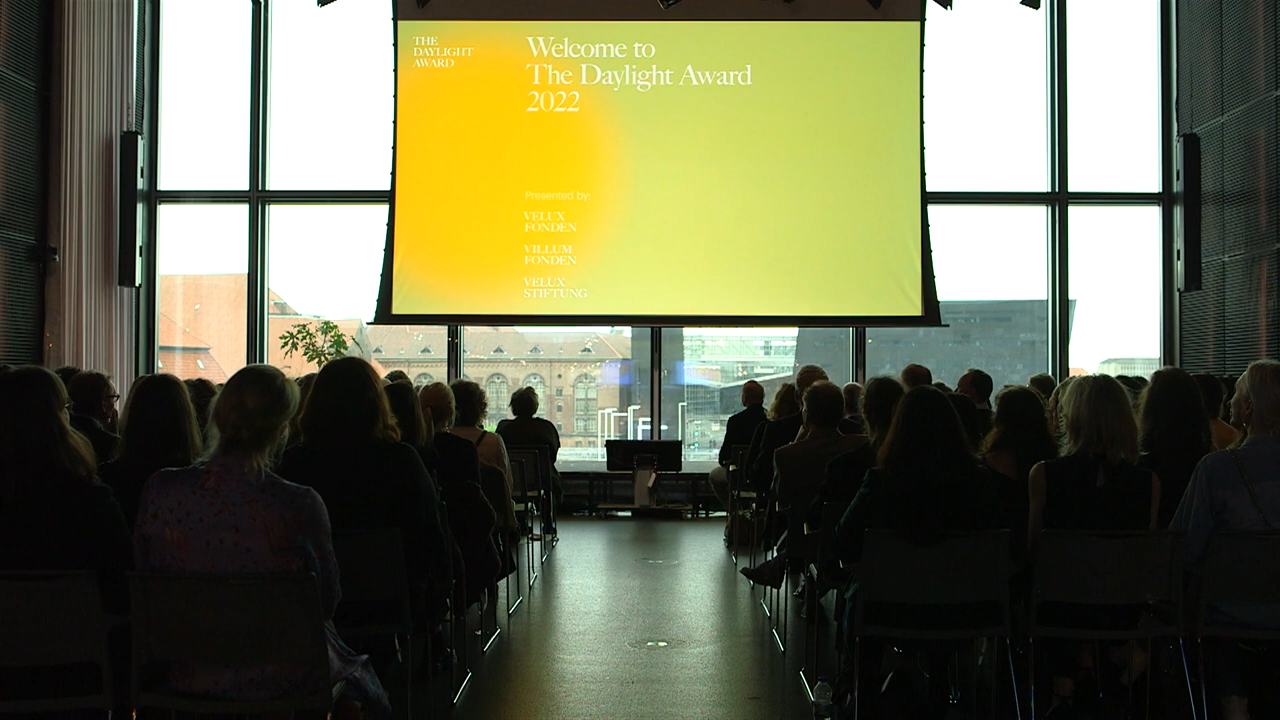 THE
DAYLIGHT
AWARD
Welcome to
The Daylight Award
2022
Presented by:
VELUX
FONDEN
VILLUM
FONDEN
VELUX
STIFTUNG